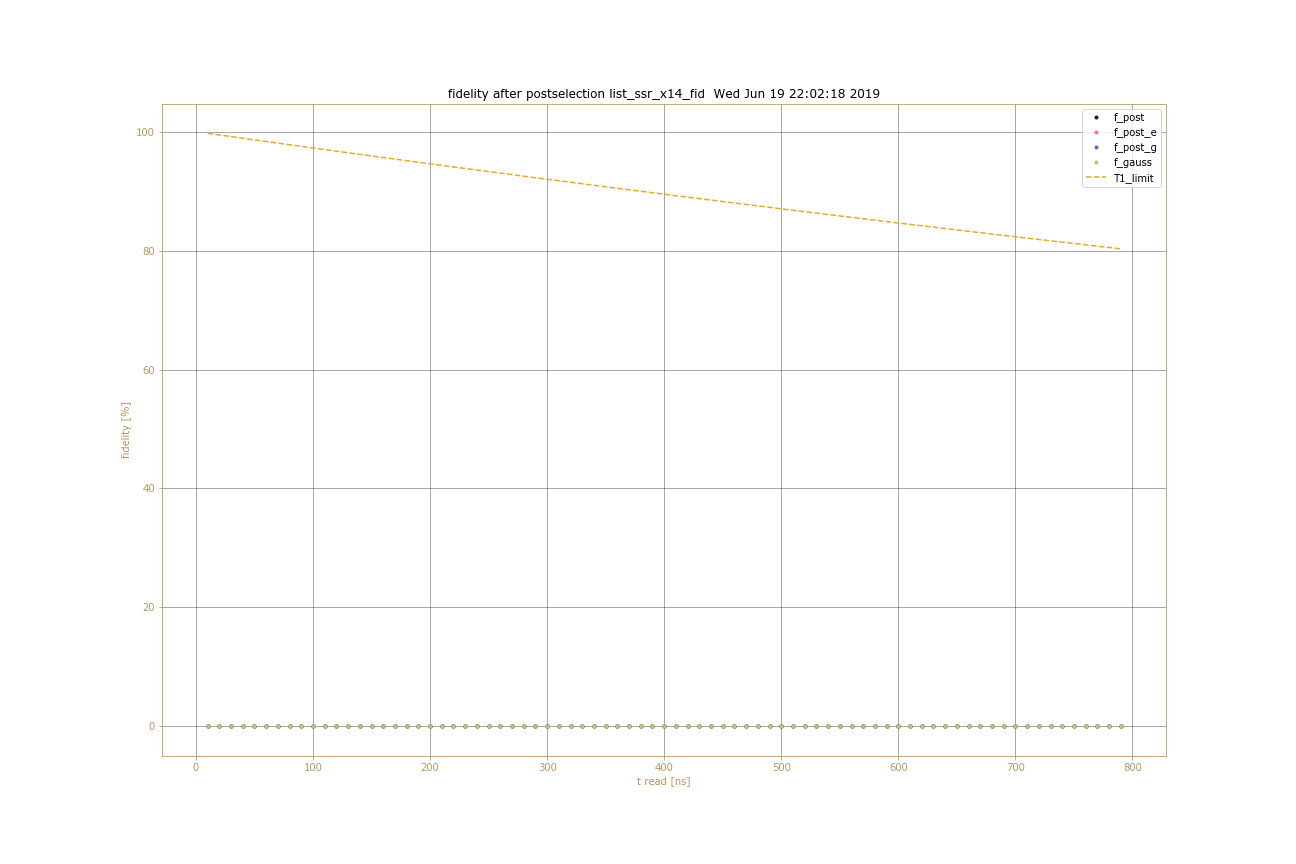 fidelity after postselection list_ssr_x14_fid  Wed Jun 19 22:02:18 2019
f_post
f_post_e
f_post_g
f_gauss
T1_limit
100
80
60
40
20
0
fidelity [%]
0 100 200 300 400 500 600 700 800
t read [ns]